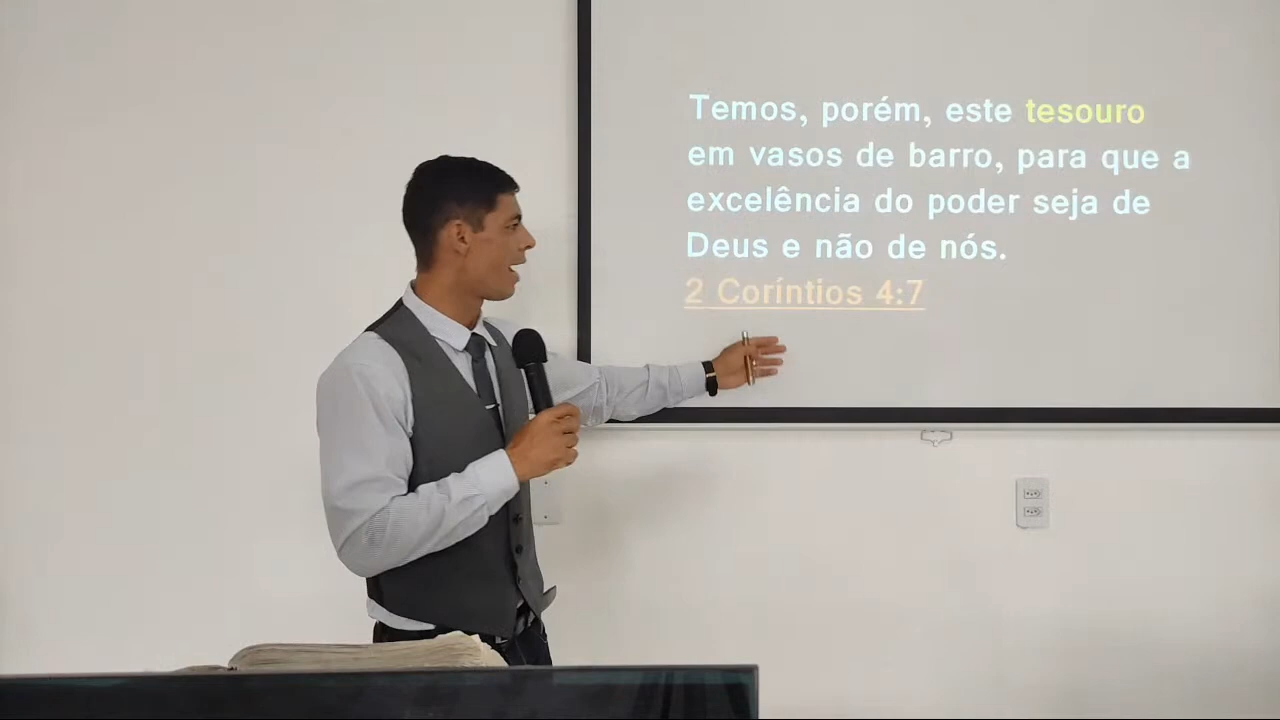 Temos, porém, este tesouro
em vasos de barro, para que a
excelência do poder seja de
Deus e não de nós.
2 Coríntios 4:7